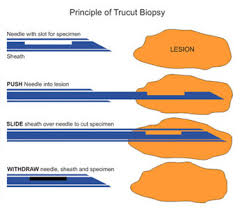 Principle of Trucut Biopsy
Needle with slot for specimen
Sheath
LESION
PUSH Needle into lesion
SLIDE sheath over needle to cut specimen
WITHDRAW needle, sheath and specimen